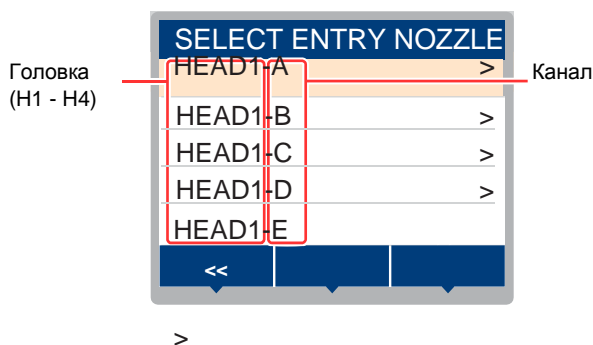 SELECT ENTRY NOZZLE
Головка
(H1 - H4)
HEAD1-A >
Канал
HEAD1-B >
HEAD1-C >
HEAD1-D >
HEAD1-E
<<
>